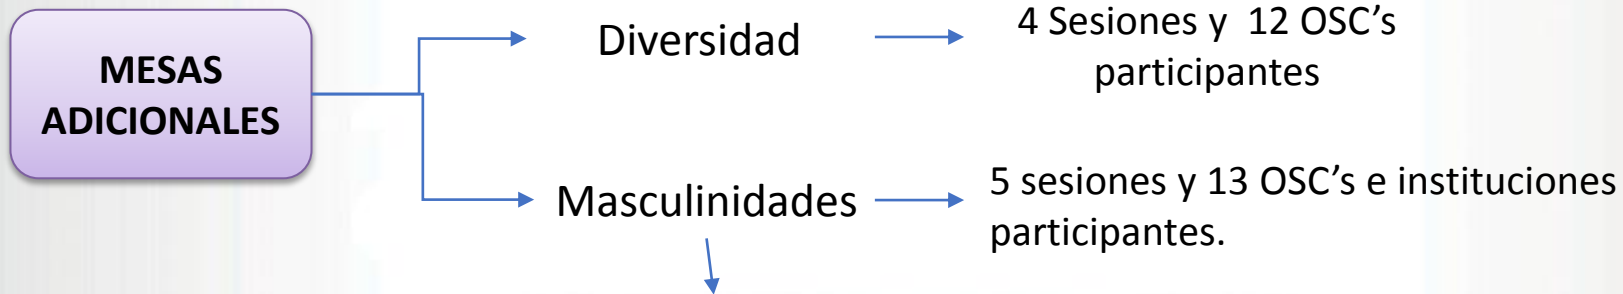 MESAS
ADICIONALES
Diversidad
4 Sesiones y 12 OSC’s
participantes
Masculinidades
5 sesiones y 13 OSC’s e instituciones
participantes.